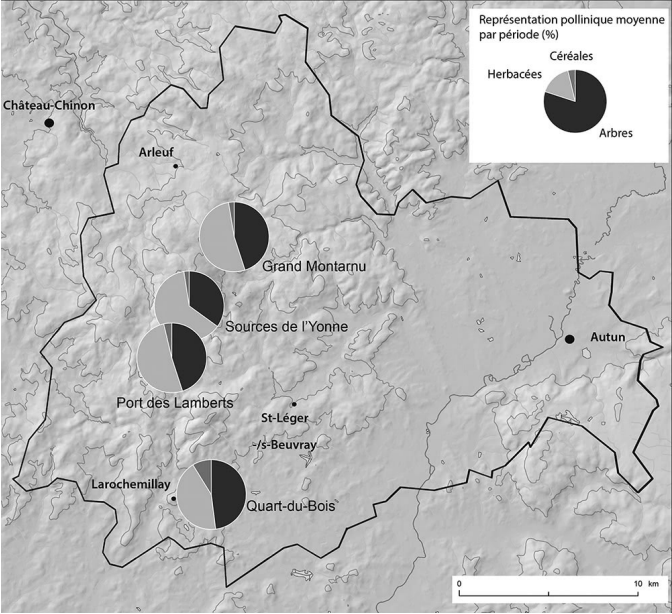 Représentation pollinique moyenne
par période (%)
Céréales
Herbacées
Arbres
Château-Chinon
Arleuf
Grand Montarnu
Sources de l'Yonne
Autun
Port des Lamberts
St-Léger
-/s-Beuvray
Larochemillay
Quart-du-Bois
0
10 km